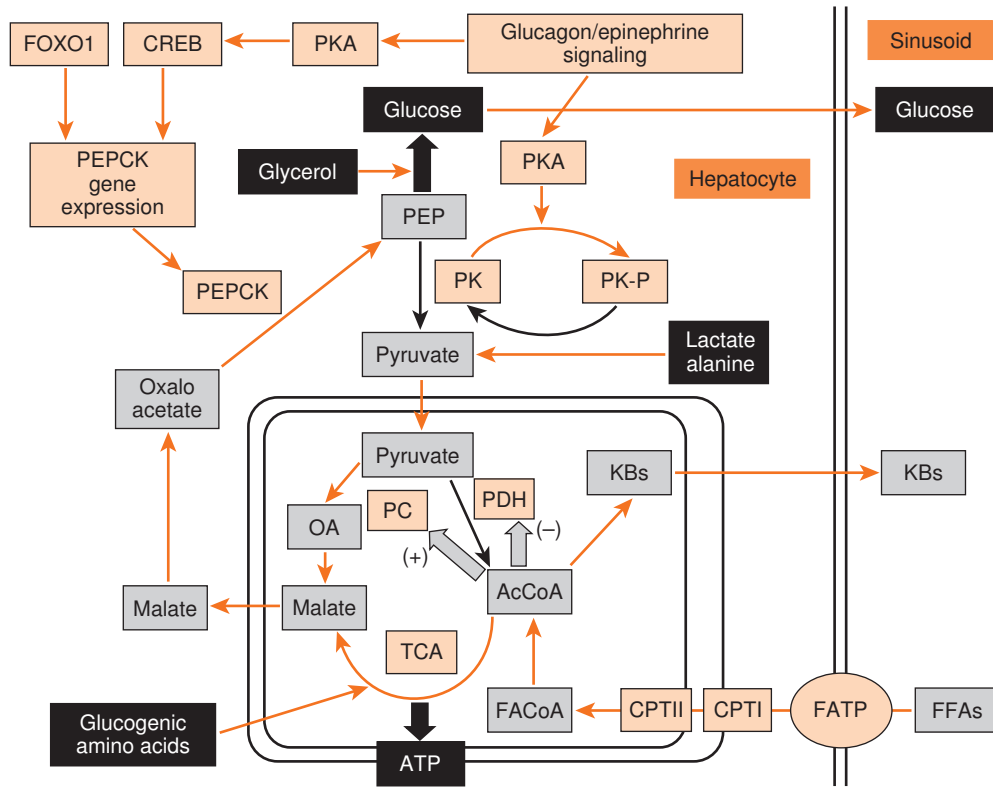 FOXO1
CREB
PKA
Glucagon/epinephrine
signaling
Sinusoid
Glucose
Glucose
PEPCK
gene
expression
Glycerol
PKA
Hepatocyte
PEP
PEPCK
PK
PK-P
Pyruvate
Lactate
alanine
Oxalo
acetate
Pyruvate
KBs
KBs
PC
PDH
OA
(+)
(–)
AcCoA
Malate
Malate
TCA
Glucogenic
amino acids
FACoA
CPTII
CPTI
FATP
FFAs
ATP